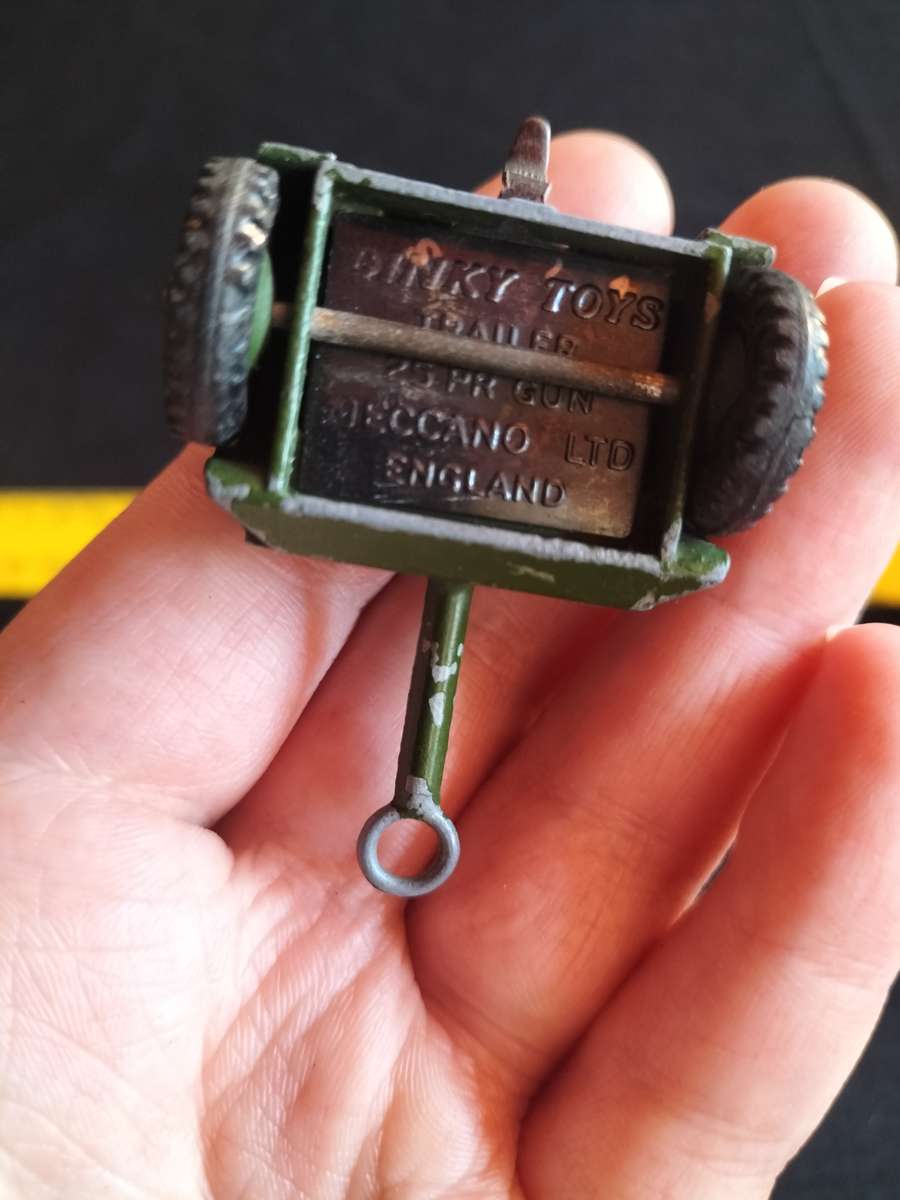 DINKY TOYS
TRAILER
25 PR GUN
MECCANO LTD
ENGLAND